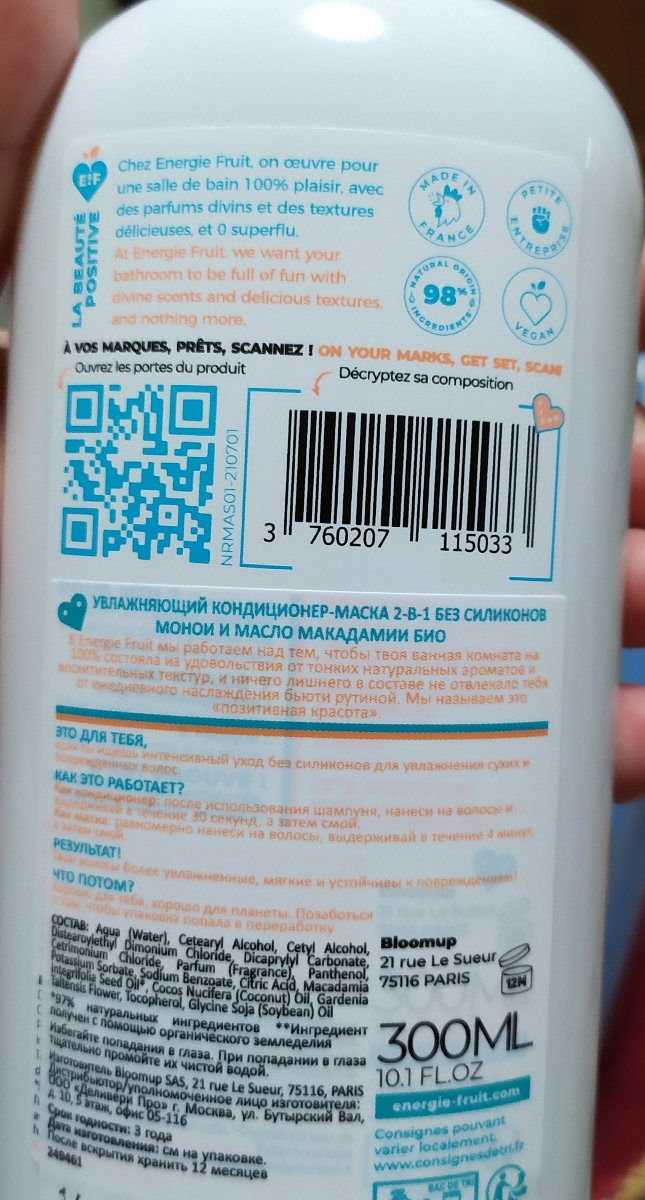 E!F
LA BEAUTÉ
POSITIVE
Chez Energie Fruit, on œuvre pour
une salle de bain 100% plaisir, avec
des parfums divins et des textures
délicieuses, et 0 superflu.
At Energie Fruit, we want your
bathroom to be full of fun with
divine scents and delicious textures,
and nothing more.
MADE IN
FRANCE
PETITE
ENTREPRISE
NATURAL ORIGIN
98%
INGREDIENTS
VEGAN
À VOS MARQUES, PRÊTS, SCANNEZ ! ON YOUR MARKS, GET SET, SCAN!
Ouvrez les portes du produit
Décryptez sa composition
NRMAS01-210701
3 760207 115033
УВЛАЖНЯЮЩИЙ КОНДИЦИОНЕР-МАСКА 2-В-1 БЕЗ СИЛИКОНОВ
МОНОИ И МАСЛО МАКАДАМИИ БИО
В Energie Fruit мы работаем над тем, чтобы твоя ванная комната на
100% состояла из удовольствия от тонких натуральных ароматов и
восхитительных текстур, и ничего лишнего в составе не отвлекало тебя
от ежедневного наслаждения бьюти рутиной. Мы называем это
«позитивная красота».
ЭТО ДЛЯ ТЕБЯ,
если ты ищешь интенсивный уход без силиконов для увлажнения сухих и
поврежденных волос.
КАК ЭТО РАБОТАЕТ?
Как кондиционер: после использования шампуня, нанеси на волосы и
выдерживай в течение 30 секунд, а затем смой.
Как маска: равномерно нанеси на волосы, выдерживай в течение 4 минут,
а затем смой.
РЕЗУЛЬТАТ!
Твои волосы более увлажненные, мягкие и устойчивы к повреждениям!
ЧТО ПОТОМ?
Хорошо для тебя, хорошо для планеты. Позаботься
о том, чтобы упаковка попала в переработку.
СОСТАВ: Aqua (Water), Cetearyl Alcohol, Cetyl Alcohol,
Distearoylethyl Dimonium Chloride, Dicaprylyl Carbonate,
Cetrimonium Chloride, Parfum (Fragrance), Panthenol,
Potassium Sorbate, Sodium Benzoate, Citric Acid, Macadamia
Integrifolia Seed Oil*, Cocos Nucifera (Coconut) Oil, Gardenia
Taitensis Flower, Tocopherol, Glycine Soja (Soybean) Oil
*97% натуральных ингредиентов **Ингредиент
получен с помощью органического земледелия
Избегайте попадания в глаза. При попадании в глаза
тщательно промойте их чистой водой.
Изготовитель Bloomup SAS, 21 rue Le Sueur, 75116, PARIS
Дистрибьютор/уполномоченное лицо изготовителя:
ООО «Деливери Про» г. Москва, ул. Бутырский Вал,
д. 10, 5 этаж, офис 05-116
Срок годности: 3 года
Дата изготовления: см на упаковке.
После вскрытия хранить 12 месяцев
249461
Bloomup
21 rue Le Sueur
75116 PARIS
12M
300ML
10.1 FL.OZ
energie-fruit.com
Consignes pouvant
varier localement.
www.consignesdetri.fr
BAC DE TRI